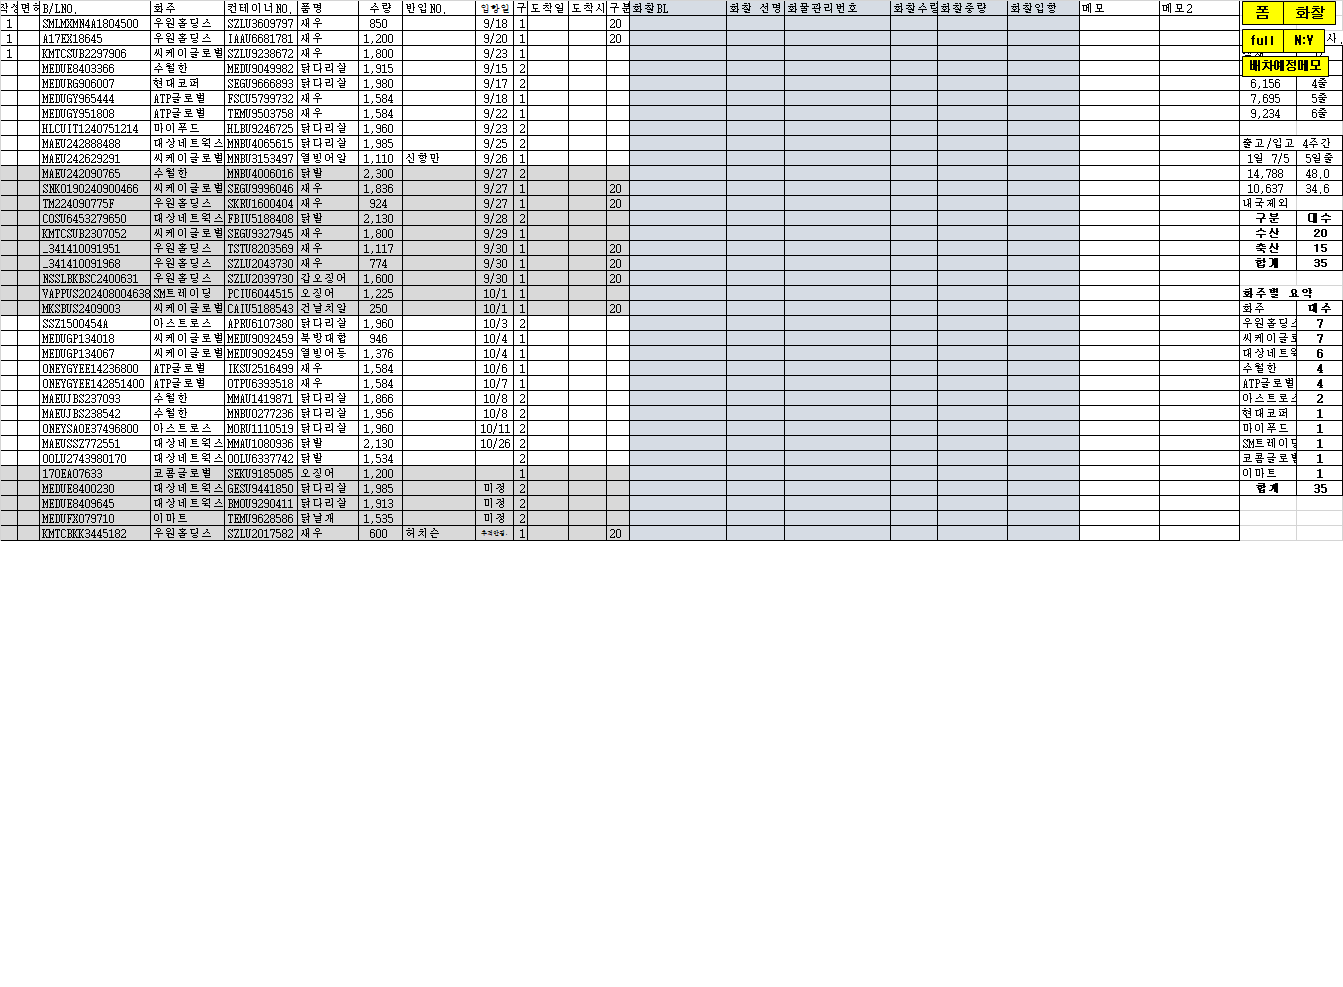 작성 면허 B/LNO. 화주 컨테이너NO. 품명 수량 반입NO. 입항일 구 도착일 도착시 구분 화찰BL 화찰 선명 화물관리번호 화찰수량 화찰중량 화찰입항 메모 메모2 폼 화찰
1 SMLMXMN4A1804500 우원홀딩스 SZLU3609797 새우 850 9/18 1 20
1 A17EX18645 우원홀딩스 IAAU6681781 새우 1,200 9/20 1 20 full N:Y 사.
1 KMTCSUB2297906 씨케이글로벌 SZLU9238672 새우 1,800 9/23 1
MEDUE8403366 수월한 MEDU9049982 닭다리살 1,915 9/15 2 배차예정메모
MEDUEG906007 현대코퍼 SEGU9666893 닭다리살 1,980 9/17 2 6,156 4줄
MEDUGY965444 ATP글로벌 FSCU5799732 새우 1,584 9/18 1 7,695 5줄
MEDUGY951808 ATP글로벌 TEMU9503758 새우 1,584 9/22 1 9,234 6줄
HLCUIT1240751214 마이푸드 HLBU9246725 닭다리살 1,960 9/23 2
MAEU242888488 대상네트웍스 MNBU4065615 닭다리살 1,985 9/25 2 출고/입고 4주간
MAEU242629291 씨케이글로벌 MNBU3153497 열빙어알 1,110 신항만 9/26 1 1일 7/5 5일줄
MAEU242090765 수월한 MNBU4006016 닭발 2,300 9/27 2 14,788 48.0
SNKO190240900466 씨케이글로벌 SEGU9996046 새우 1,836 9/27 1 20 10,637 34.6
TM224090775F 우원홀딩스 SKRU1600404 새우 924 9/27 1 20 내국제외
COSU6453279650 대상네트웍스 FBIU5188408 닭발 2,130 9/28 2 구분 대수
KMTCSUB2307052 씨케이글로벌 SEGU9327945 새우 1,800 9/29 1 수산 20
_341410091951 우원홀딩스 TSTU8203569 새우 1,117 9/30 1 20 축산 15
_341410091968 우원홀딩스 SZLU2043730 새우 774 9/30 1 20 합계 35
NSSLBKBSC2400631 우원홀딩스 SZLU2039730 갑오징어 1,600 9/30 1 20
VAPPUS202408004638 SM트레이딩 PCIU6044515 오징어 1,225 10/1 1 화주별 요약
MKSBUS2409003 씨케이글로벌 CAIU5188543 건날치알 250 10/1 1 20 화주 대수
SSZ1500454A 아스트로스 APRU6107380 닭다리살 1,960 10/3 2 우원홀딩스 7
MEDUGP134018 씨케이글로벌 MEDU9092459 북방대합 946 10/4 1 씨케이글로 7
MEDUGP134067 씨케이글로벌 MEDU9092459 열빙어등 1,376 10/4 1 대상네트웍 6
ONEYGYEE14236800 ATP글로벌 IKSU2516499 새우 1,584 10/6 1 수월한 4
ONEYGYEE142851400 ATP글로벌 OTPU6393518 새우 1,584 10/7 1 ATP글로벌 4
MAEUJBS237093 수월한 MMAU1419871 닭다리살 1,866 10/8 2 아스트로스 2
MAEUJBS238542 수월한 MNBU0277236 닭다리살 1,956 10/8 2 현대코퍼 1
ONEYSAOE37496800 아스트로스 MORU1110519 닭다리살 1,960 10/11 2 마이푸드 1
MAEUSSZ772551 대상네트웍스 MMAU1080936 닭발 2,130 10/26 2 SM트레이딩 1
OOLU2743980170 대상네트웍스 OOLU6337742 닭발 1,534 2 코콤글로벌 1
170EA07633 코콤글로벌 SEKU9185085 오징어 1,200 1 이마트 1
MEDUE8400230 대상네트웍스 GESU9441850 닭다리살 1,985 미정 2 합계 35
MEDUE8409645 대상네트웍스 BMOU9290411 닭다리살 1,913 미정 2
MEDUFX079710 이마트 TEMU9628586 닭날개 1,535 미정 2
KMTCBKK3445182 우원홀딩스 SZLU2017582 새우 600 허치슨 1 20